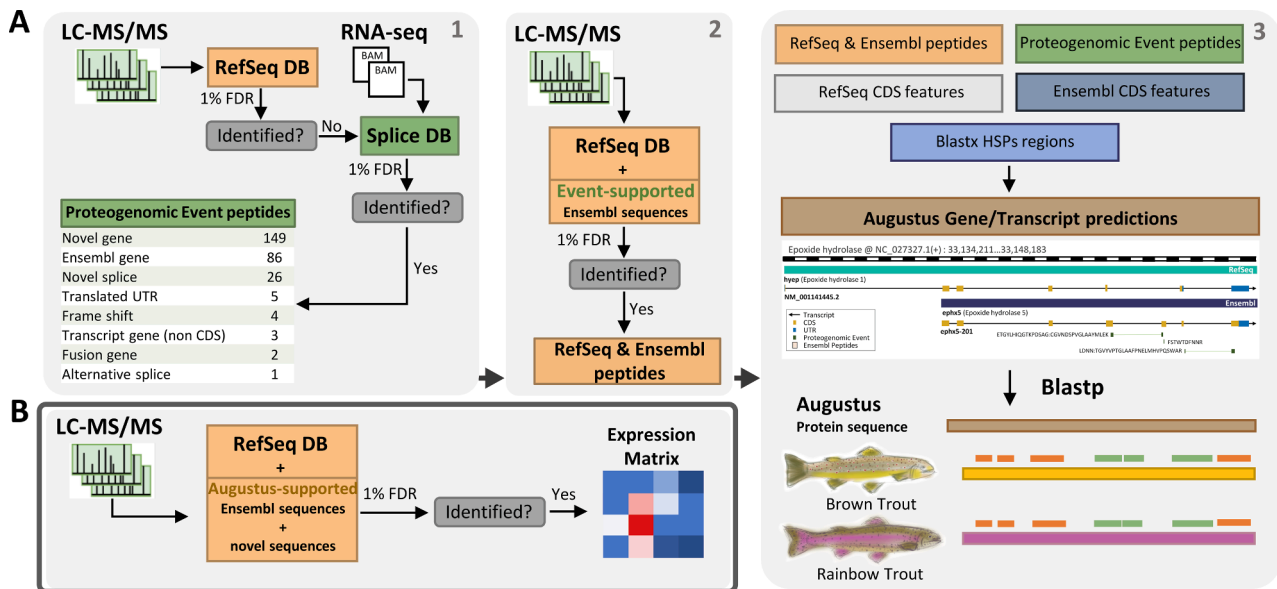 A
1
LC-MS/MS
RNA-seq
BAM
BAM
RefSeq DB
1% FDR
Identified?
No
Splice DB
1% FDR
Identified?
Yes
Proteogenomic Event peptides
Novel gene 149
Ensembl gene 86
Novel splice 26
Translated UTR 5
Frame shift 4
Transcript gene (non CDS) 3
Fusion gene 2
Alternative splice 1
2
LC-MS/MS
RefSeq DB
+
Event-supported
Ensembl sequences
1% FDR
Identified?
Yes
RefSeq & Ensembl
peptides
3
RefSeq & Ensembl peptides
Proteogenomic Event peptides
RefSeq CDS features
Ensembl CDS features
Blastx HSPs regions
Augustus Gene/Transcript predictions
Epoxide hydrolase @ NC_027327.1(+) : 33,134,211...33,148,183
RefSeq
hyep (Epoxide hydrolase 1)
NM_001141445.2
Ensembl
ephx5 (Epoxide hydrolase 5)
ephx5-201
Transcript
CDS
UTR
Proteogenomic Event
Ensembl Peptides
ETGYLHIQGTKPDSAG:CGVRDSPVGLAAYMLEK
FSTWTDFNNR
LDNN:TGVYVPTGLAAFPNELMHVPQSWAR
Blastp
Augustus
Protein sequence
Brown Trout
Rainbow Trout
B
LC-MS/MS
RefSeq DB
+
Augustus-supported
Ensembl sequences
+
novel sequences
1% FDR
Identified?
Yes
Expression
Matrix